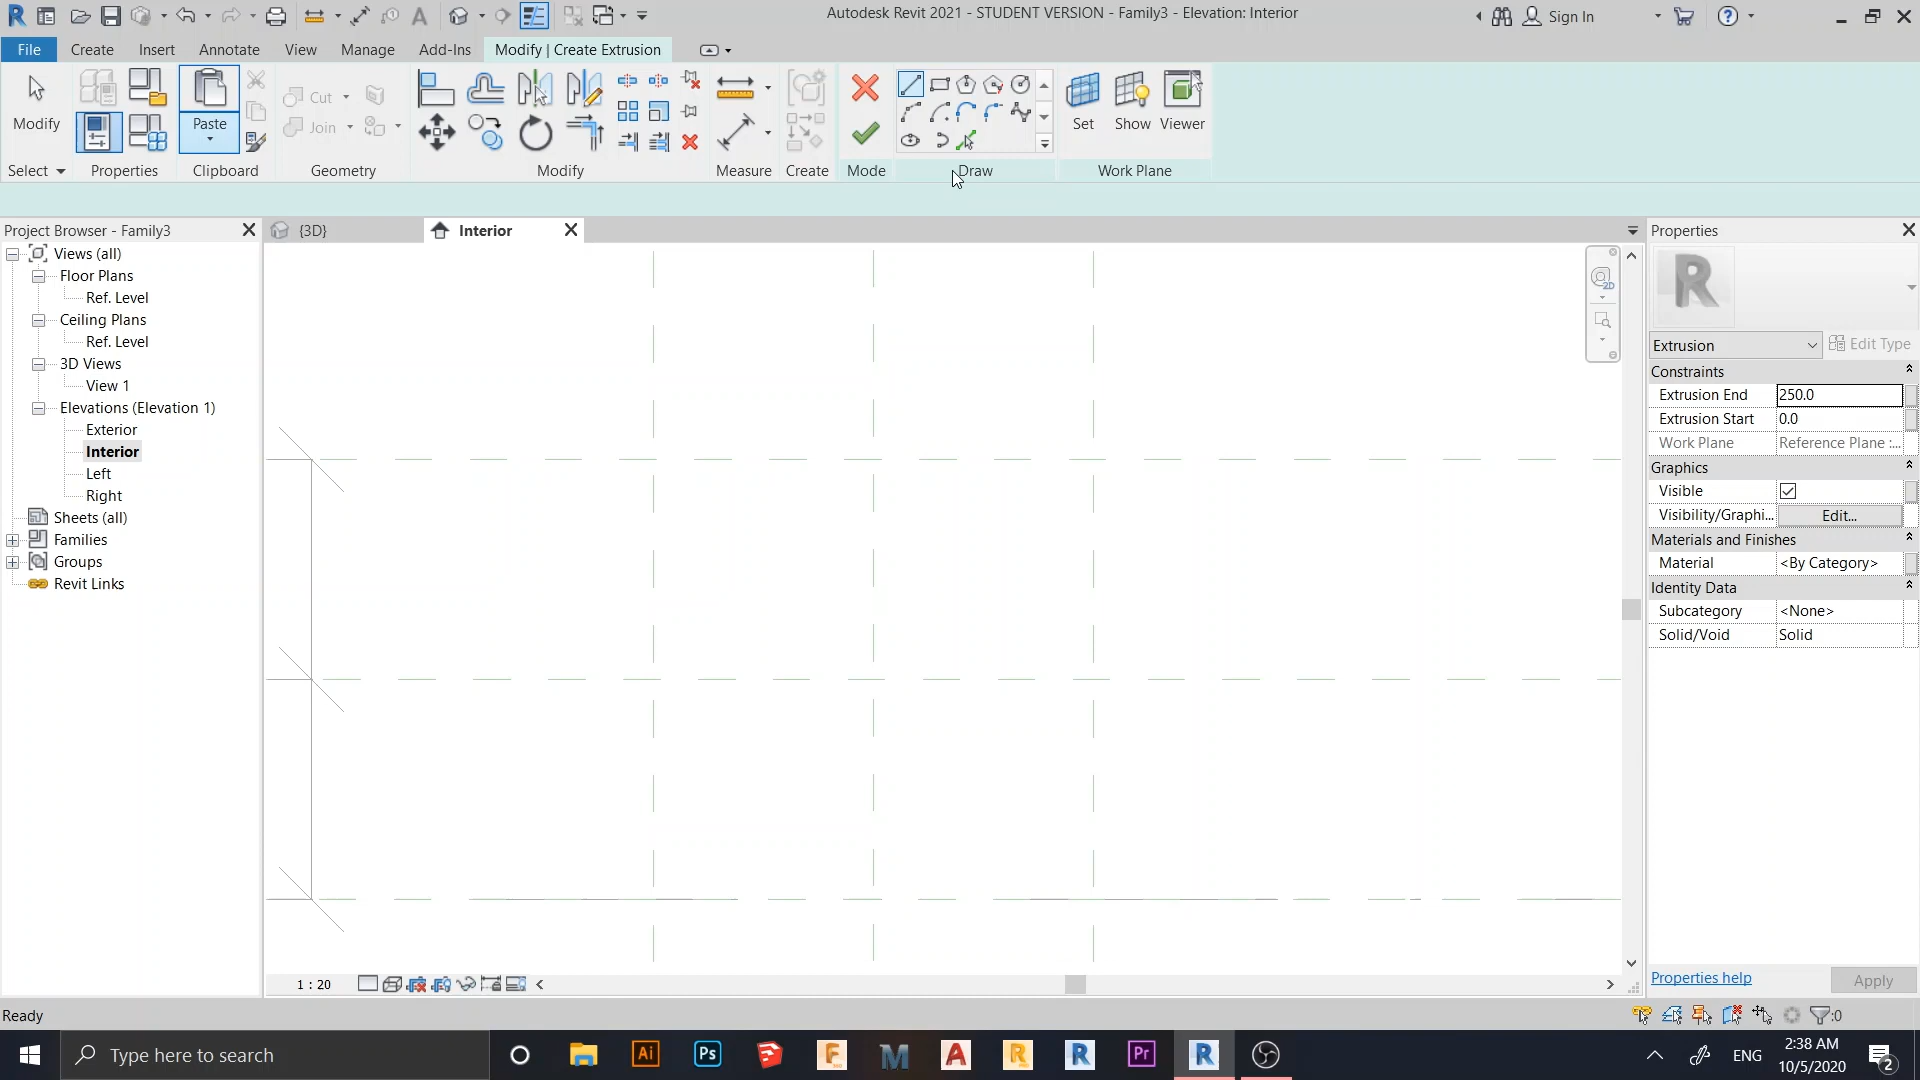 Autodesk Revit 2021 - STUDENT VERSION - Family3 - Elevation: Interior
Sign In
File Create Insert Annotate View Manage Add-Ins Modify | Create Extrusion
Modify
Paste
Cut
Join
Set Show Viewer
Select Properties Clipboard Geometry Modify Measure Create Mode Draw Work Plane
Project Browser - Family3
{3D}
Interior
Properties
Views (all)
Floor Plans
Ref. Level
Ceiling Plans
Ref. Level
3D Views
View 1
Elevations (Elevation 1)
Exterior
Interior
Left
Right
Sheets (all)
Families
Groups
Revit Links
2D
R
Extrusion
Edit Type
Constraints
Extrusion End 250.0
Extrusion Start 0.0
Work Plane Reference Plane :...
Graphics
Visible
Visibility/Graphi... Edit...
Materials and Finishes
Material <By Category>
Identity Data
Subcategory <None>
Solid/Void Solid
Properties help
Apply
1 : 20
Ready
:0
Type here to search
Ai
Ps
F
M
A
R
R
Pr
R
ENG
2:38 AM
10/5/2020
2